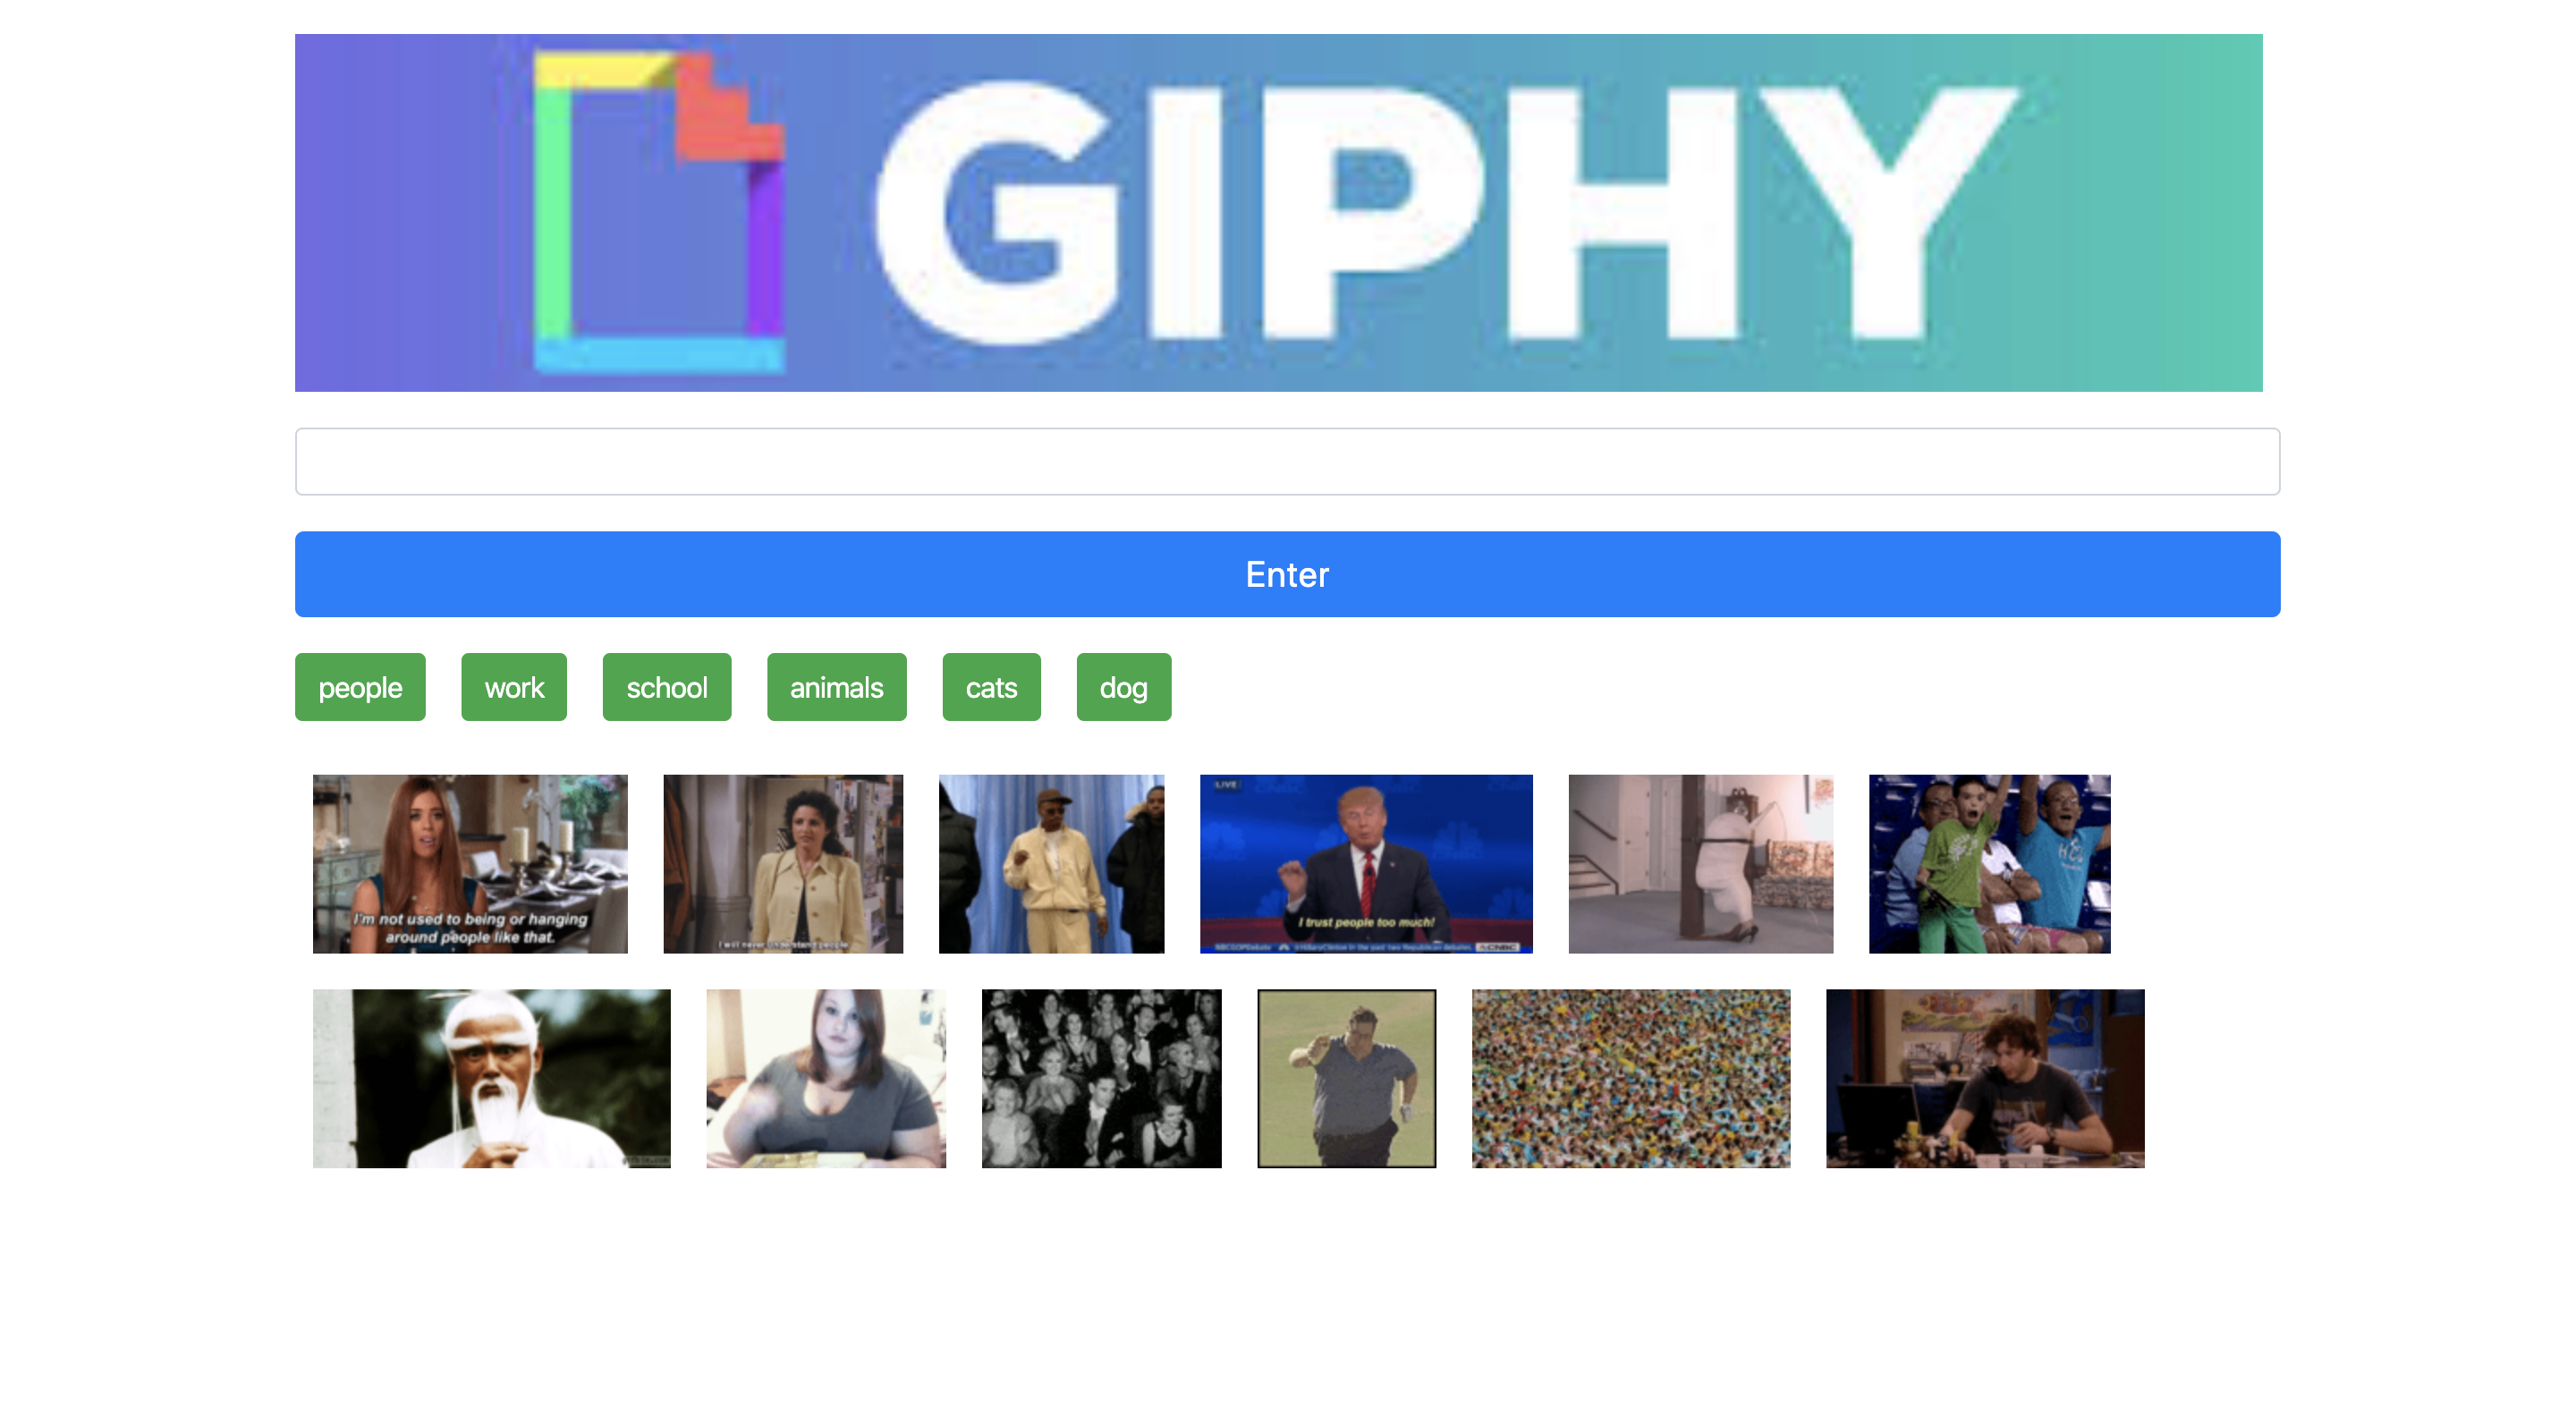 GIPHY
Enter
people
work
school
animals
cats
dog
I'm not used to being or hanging
around people like that.
I will never understand people
LIVE
I trust people too much!
CNBC